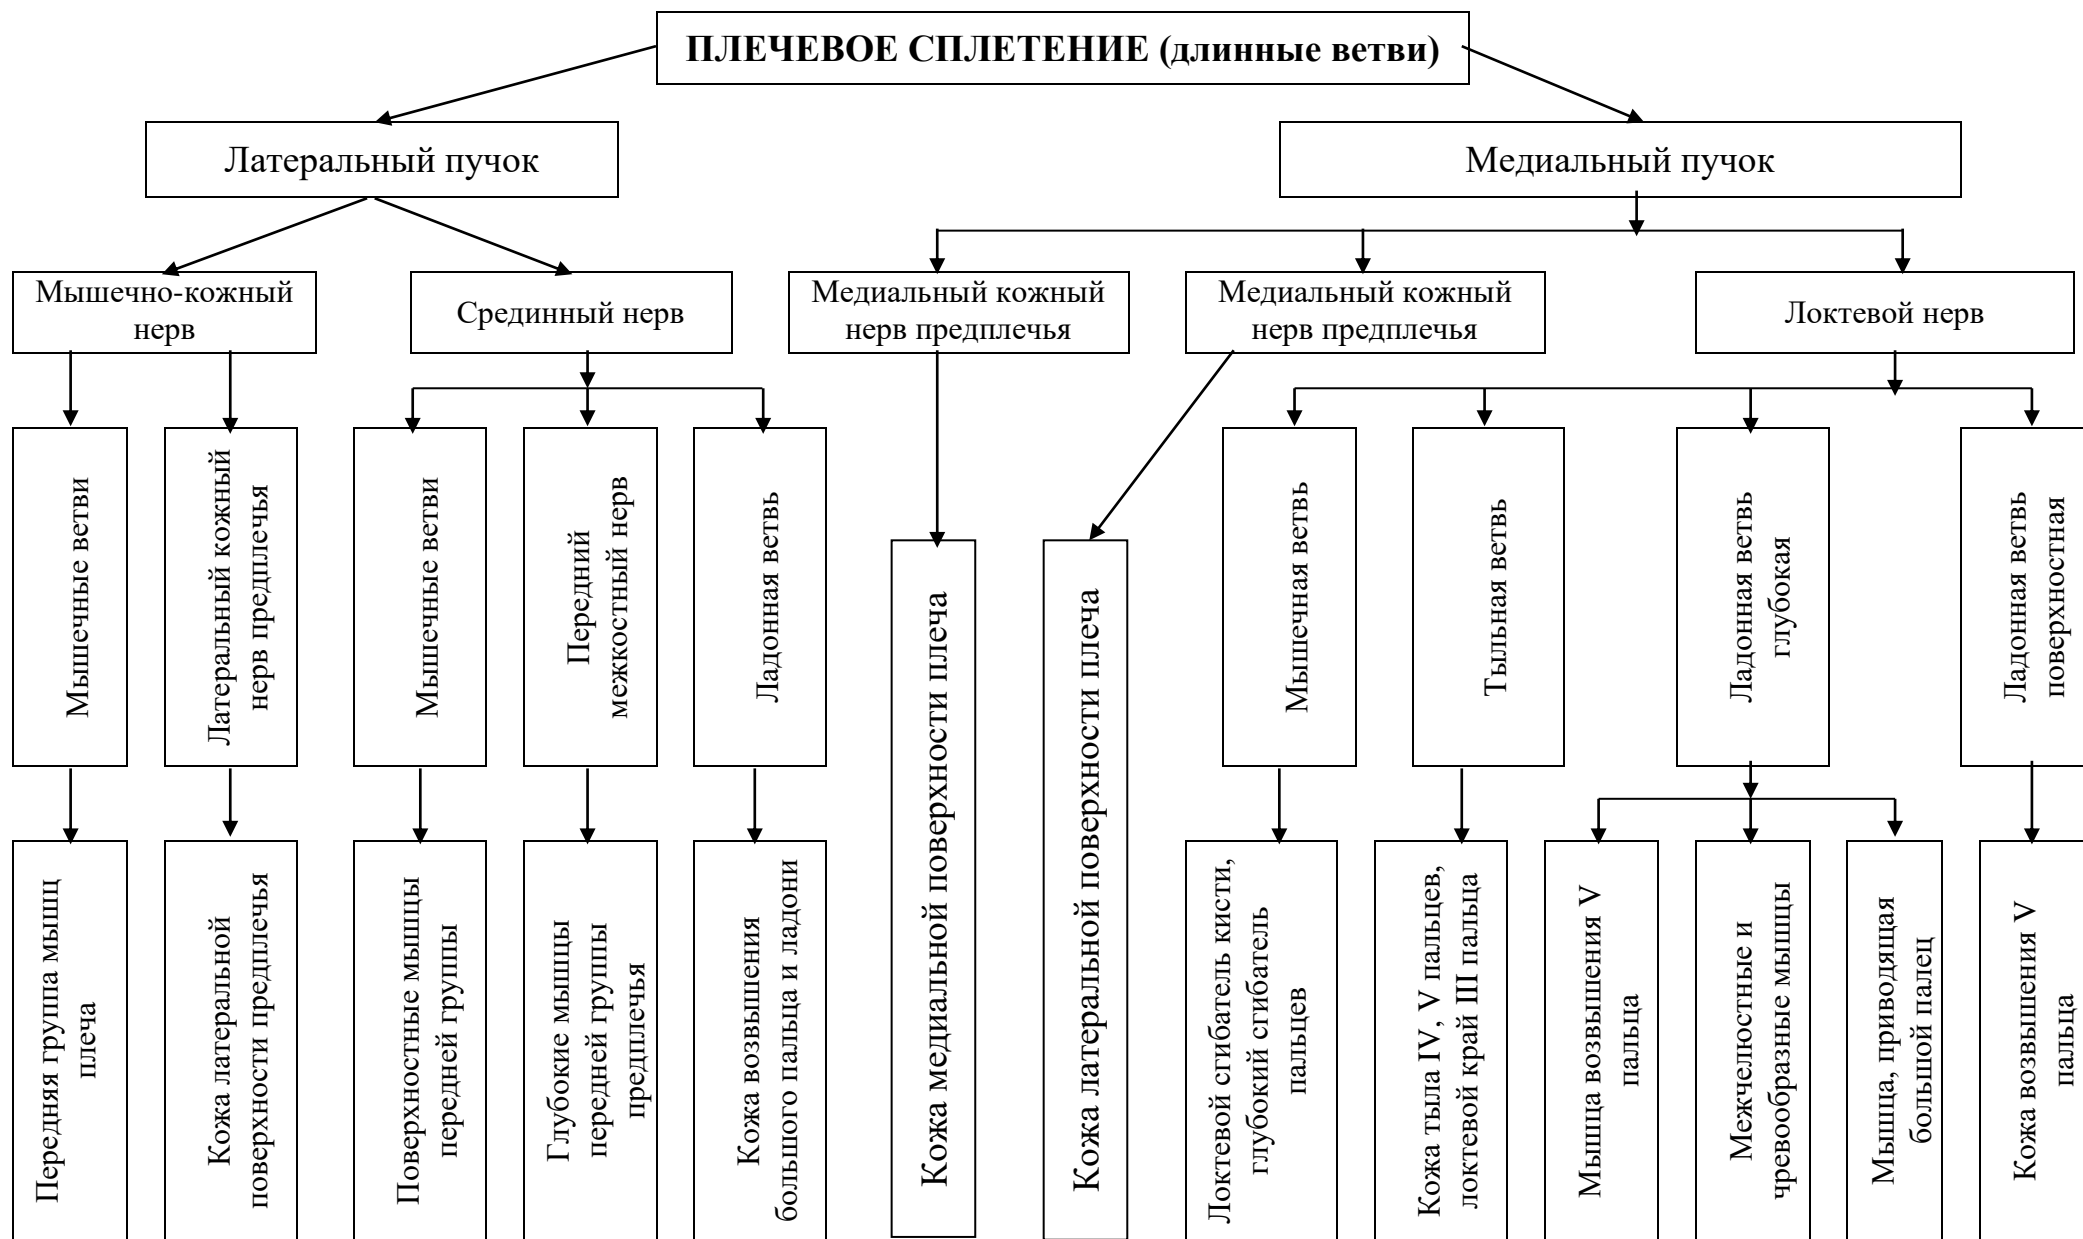 ПЛЕЧЕВОЕ СПЛЕТЕНИЕ (длинные ветви)
Латеральный пучок
Медиальный пучок
Мышечно-кожный
нерв
Срединный нерв
Медиальный кожный
нерв предплечья
Медиальный кожный
нерв предплечья
Локтевой нерв
Мышечные ветви
Латеральный кожный
нерв предплечья
Мышечные ветви
Передний
межкостный нерв
Ладонная ветвь
Мышечная ветвь
Тыльная ветвь
Ладонная ветвь
глубокая
Ладонная ветвь
поверхностная
Передняя группа мышц
плеча
Кожа латеральной
поверхности предплечья
Поверхностные мышцы
передней группы
Глубокие мышцы
передней группы
предплечья
Кожа возвышения
большого пальца и ладони
Кожа медиальной поверхности плеча
Кожа латеральной поверхности плеча
Локтевой сгибатель кисти,
глубокий сгибатель
пальцев
Кожа тыла IV, V пальцев,
локтевой край III пальца
Мышца возвышения V
пальца
Межчелюстные и
чревообразные мышцы
Мышца, приводящая
большой палец
Кожа возвышения V
пальца